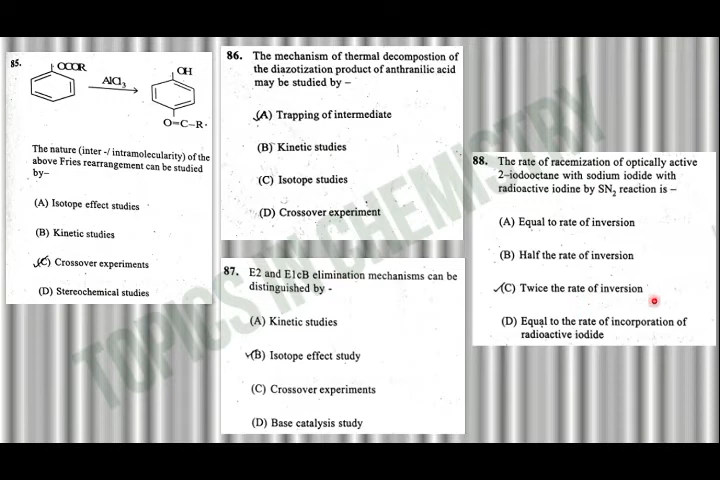 85.
OCOR
AlCl3
OH
O=C–R.
The nature (inter -/ intramolecularity) of the
above Fries rearrangement can be studied
by–
(A) Isotope effect studies
(B) Kinetic studies
(C) Crossover experiments
(D) Stereochemical studies
86. The mechanism of thermal decompostion of
the diazotization product of anthranilic acid
may be studied by –
(A) Trapping of intermediate
(B) Kinetic studies
(C) Isotope studies
(D) Crossover experiment
87. E2 and E1cB elimination mechanisms can be
distinguished by -
(A) Kinetic studies
(B) Isotope effect study
(C) Crossover experiments
(D) Base catalysis study
88. The rate of racemization of optically active
2–iodooctane with sodium iodide with
radioactive iodine by SN2 reaction is –
(A) Equal to rate of inversion
(B) Half the rate of inversion
(C) Twice the rate of inversion
(D) Equal to the rate of incorporation of
radioactive iodide
TOPICS IN CHEMISTRY